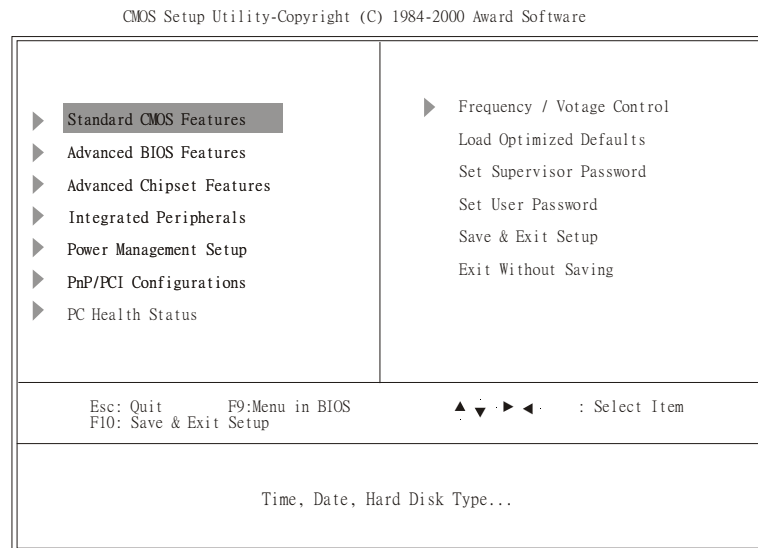 CMOS Setup Utility-Copyright (C) 1984-2000 Award Software
Standard CMOS Features
Advanced BIOS Features
Advanced Chipset Features
Integrated Peripherals
Power Management Setup
PnP/PCI Configurations
PC Health Status
Frequency / Votage Control
Load Optimized Defaults
Set Supervisor Password
Set User Password
Save & Exit Setup
Exit Without Saving
Esc: Quit F9:Menu in BIOS
F10: Save & Exit Setup
: Select Item
Time, Date, Hard Disk Type...